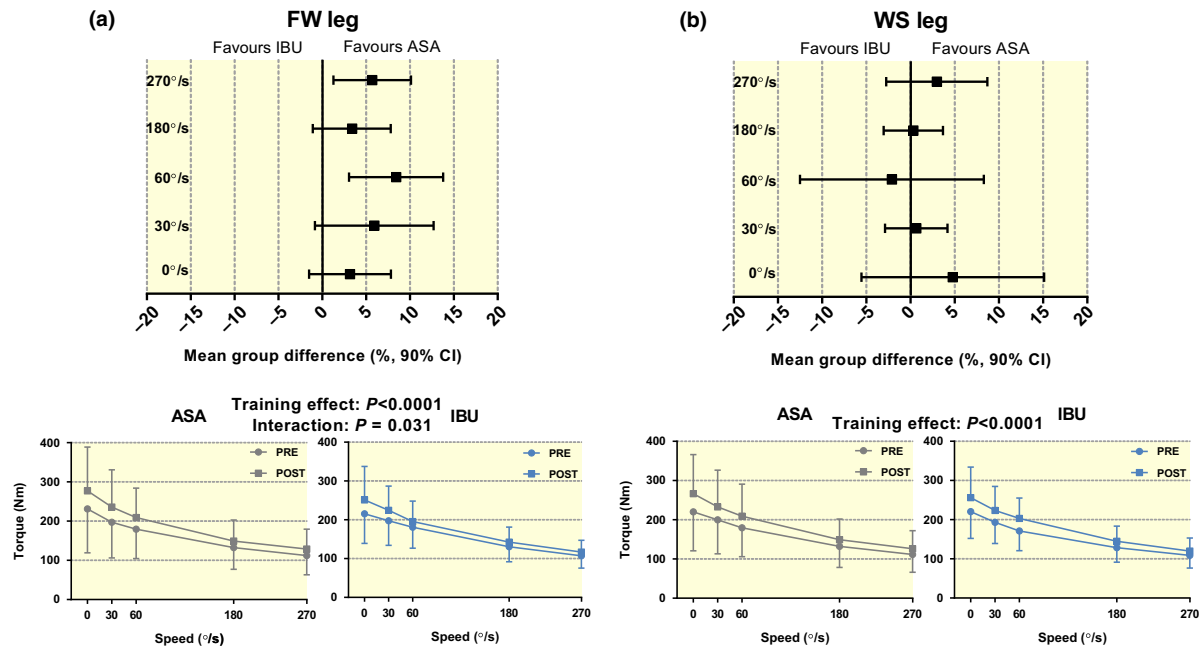 (a)
FW leg
Favours IBU
Favours ASA
270°/s
180°/s
60°/s
30°/s
0°/s
−20
−15
−10
−5
0
5
10
15
20
Mean group difference (%, 90% CI)
(b)
WS leg
Favours IBU
Favours ASA
270°/s
180°/s
60°/s
30°/s
0°/s
−20
−15
−10
−5
0
5
10
15
20
Mean group difference (%, 90% CI)
Training effect: P<0.0001
Interaction: P = 0.031
ASA
PRE
POST
400
300
200
100
0
Torque (Nm)
0
30
60
180
270
Speed (°/s)
IBU
PRE
POST
400
300
200
100
0
0
30
60
180
270
Speed (°/s)
Training effect: P<0.0001
ASA
PRE
POST
400
300
200
100
0
Torque (Nm)
0
30
60
180
270
Speed (°/s)
IBU
PRE
POST
400
300
200
100
0
0
30
60
180
270
Speed (°/s)